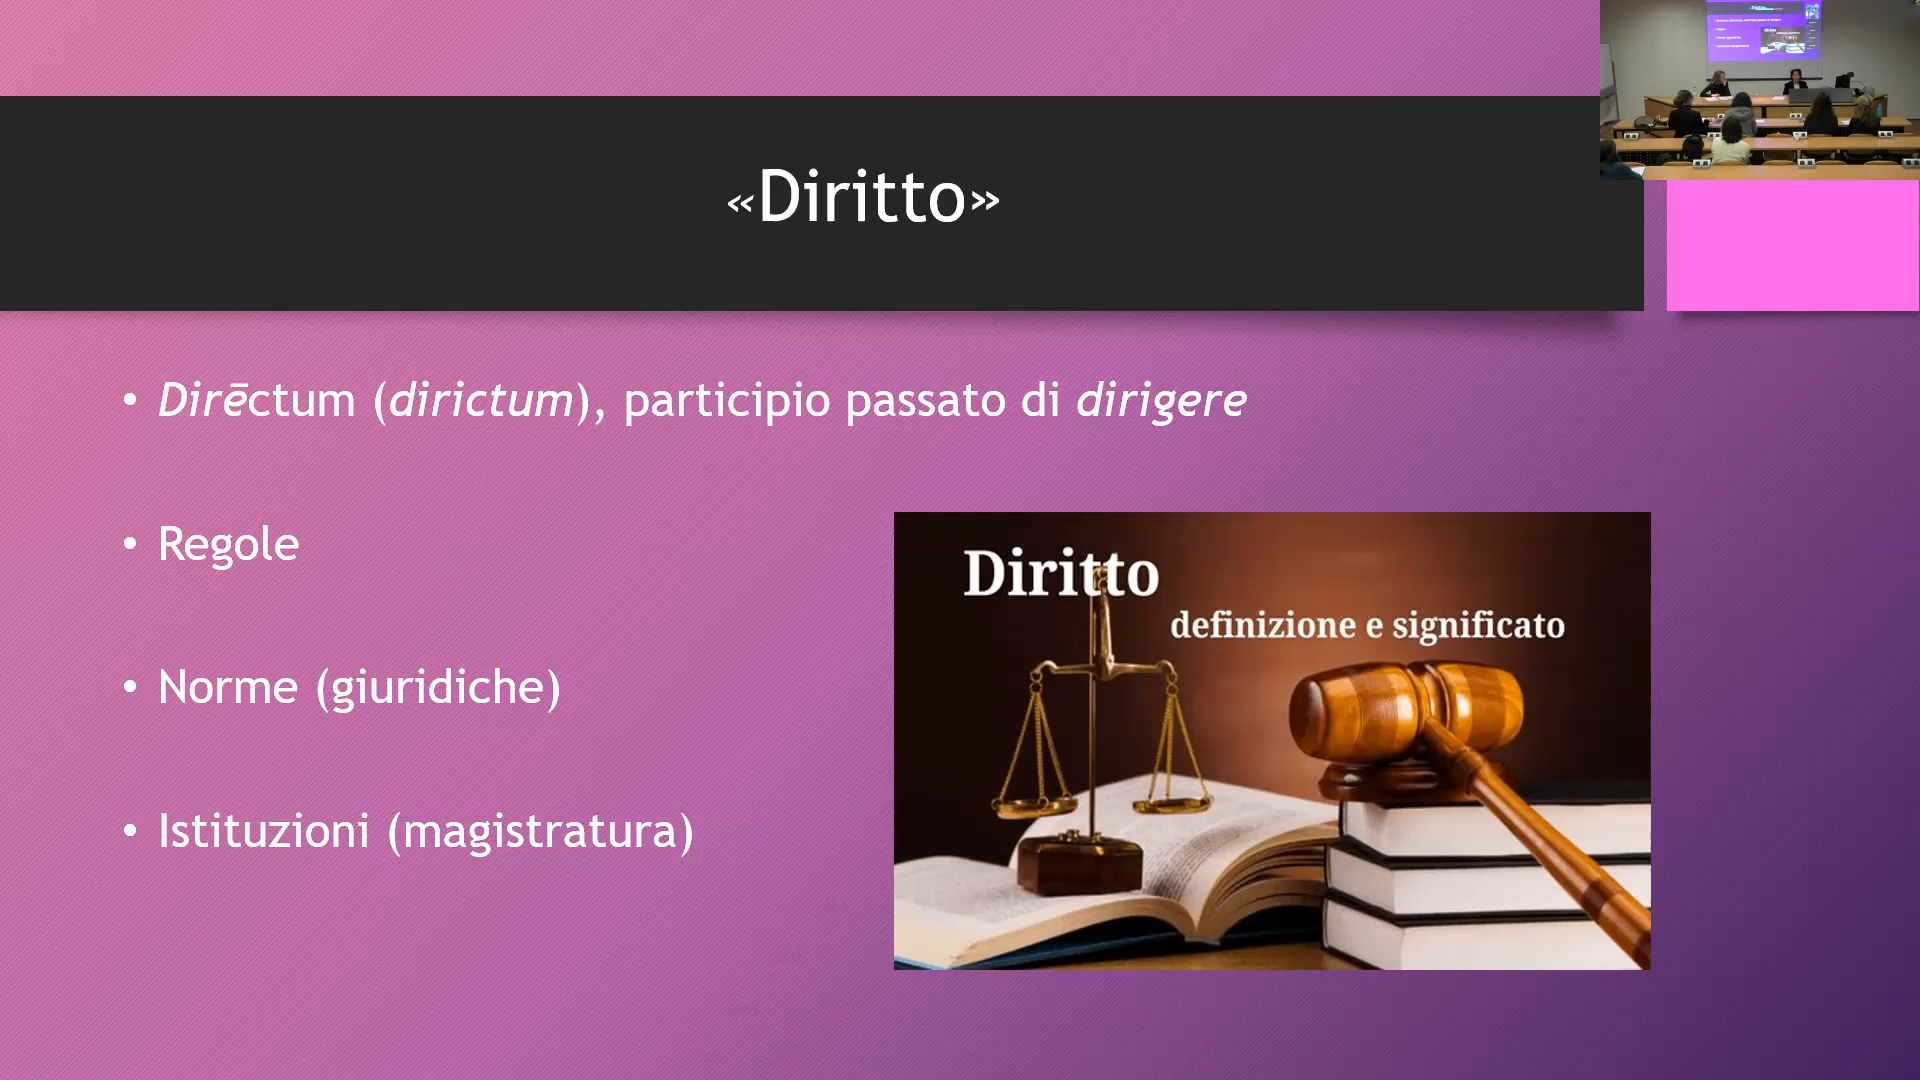 «Diritto»
• Dirēctum (dirictum), participio passato di dirigere
• Regole
• Norme (giuridiche)
• Istituzioni (magistratura)
Diritto
definizione e significato